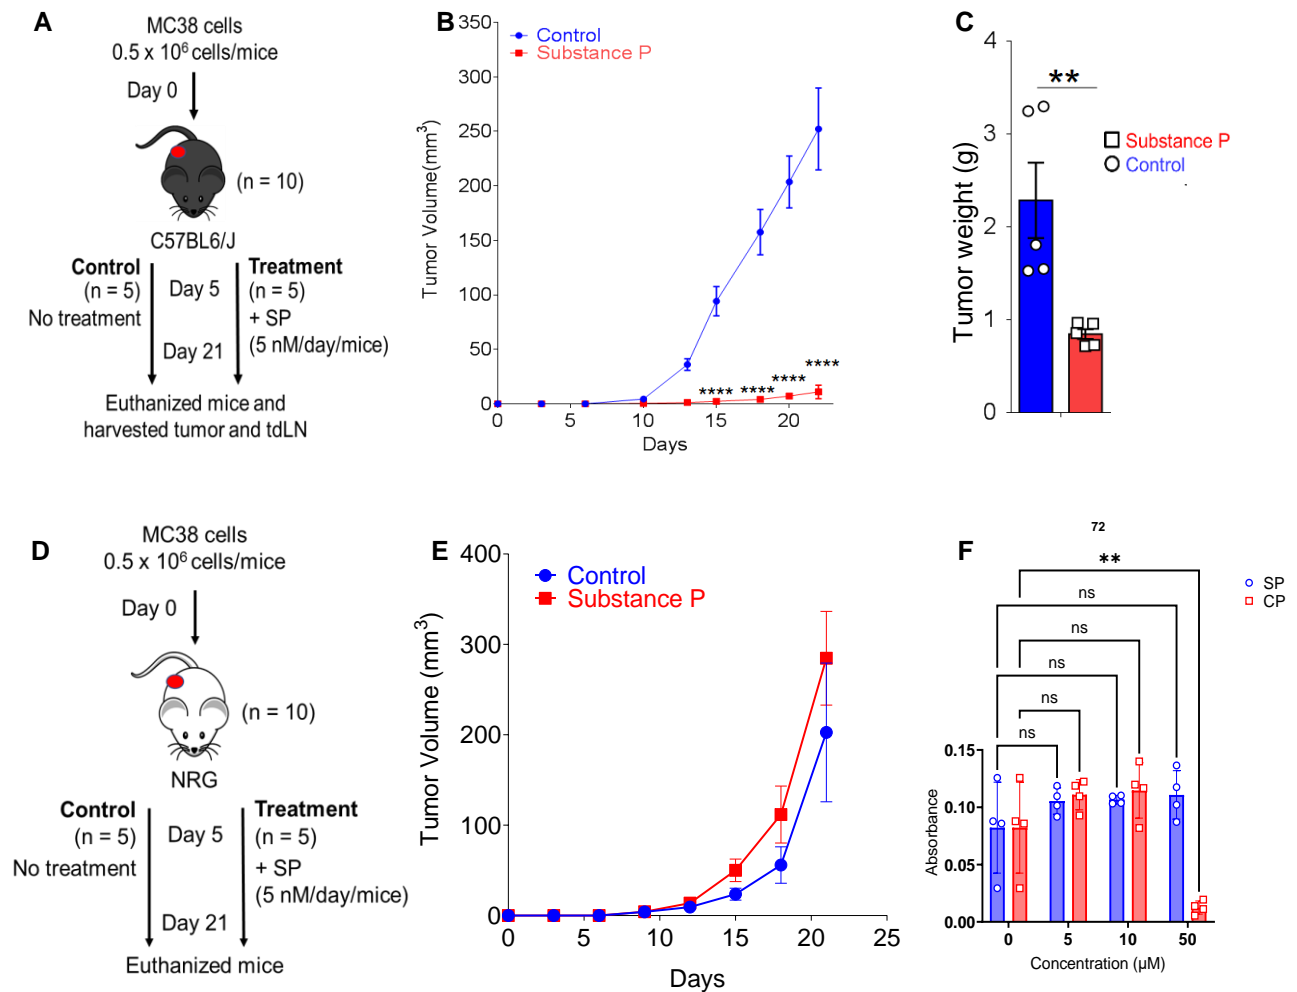 A
MC38 cells
0.5 x 10⁶ cells/mice
Day 0
(n = 10)
C57BL6/J
Control
(n = 5)
No treatment
Day 5
Day 21
Treatment
(n = 5)
+ SP
(5 nM/day/mice)
Euthanized mice and
harvested tumor and tdLN
B
Control
Substance P
Tumor Volume(mm³)
350
300
250
200
150
100
50
0
**** **** **** ****
0 5 10 15 20
Days
C
Tumor weight (g)
4
3
2
1
0
**
Substance P
Control
D
MC38 cells
0.5 x 10⁶ cells/mice
Day 0
(n = 10)
NRG
Control
(n = 5)
No treatment
Day 5
Day 21
Treatment
(n = 5)
+ SP
(5 nM/day/mice)
Euthanized mice
E
Control
Substance P
Tumor Volume (mm³)
400
300
200
100
0
0 5 10 15 20 25
Days
72
F
**
ns
ns
ns
ns
ns
SP
CP
Absorbance
0.15
0.10
0.05
0.00
0 5 10 50
Concentration (µM)